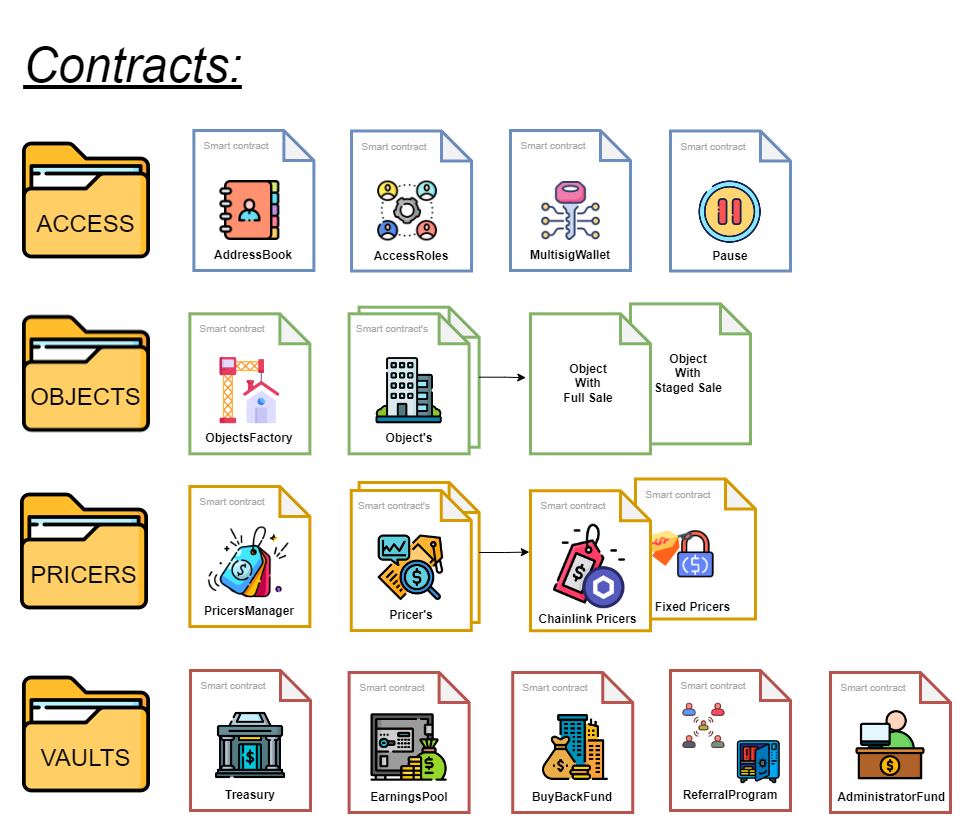 Contracts:
ACCESS
Smart contract
AddressBook
Smart contract
AccessRoles
Smart contract
MultisigWallet
Smart contract
Pause
OBJECTS
Smart contract
ObjectsFactory
Smart contract's
Object's
Object
With
Full Sale
Object
With
Staged Sale
PRICERS
Smart contract
$
PricersManager
Smart contract's
$
Pricer's
Smart contract
$
Chainlink Pricers
Smart contract
$
($)
Fixed Pricers
VAULTS
Smart contract
$
Treasury
Smart contract
$
EarningsPool
Smart contract
$
BuyBackFund
Smart contract
ReferralProgram
Smart contract
$
AdministratorFund